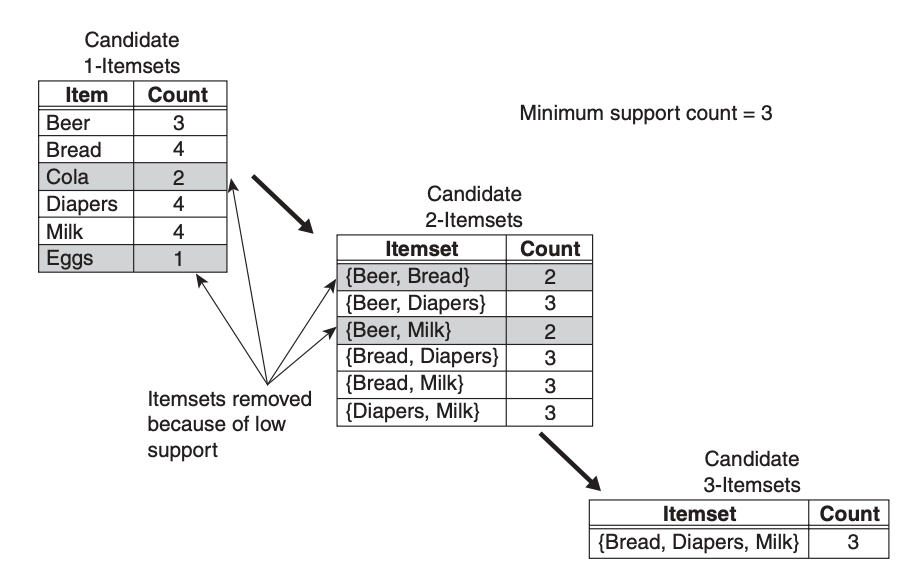 Candidate
1-Itemsets
Item Count
Beer 3
Bread 4
Cola 2
Diapers 4
Milk 4
Eggs 1
Minimum support count = 3
Candidate
2-Itemsets
Itemset Count
{Beer, Bread} 2
{Beer, Diapers} 3
{Beer, Milk} 2
{Bread, Diapers} 3
{Bread, Milk} 3
{Diapers, Milk} 3
Itemsets removed
because of low
support
Candidate
3-Itemsets
Itemset Count
{Bread, Diapers, Milk} 3